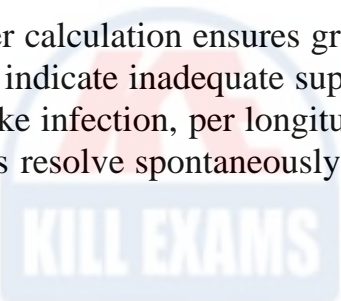 er calculation ensures gr
indicate inadequate sup
ke infection, per longitu
s resolve spontaneously
KILL EXAMS